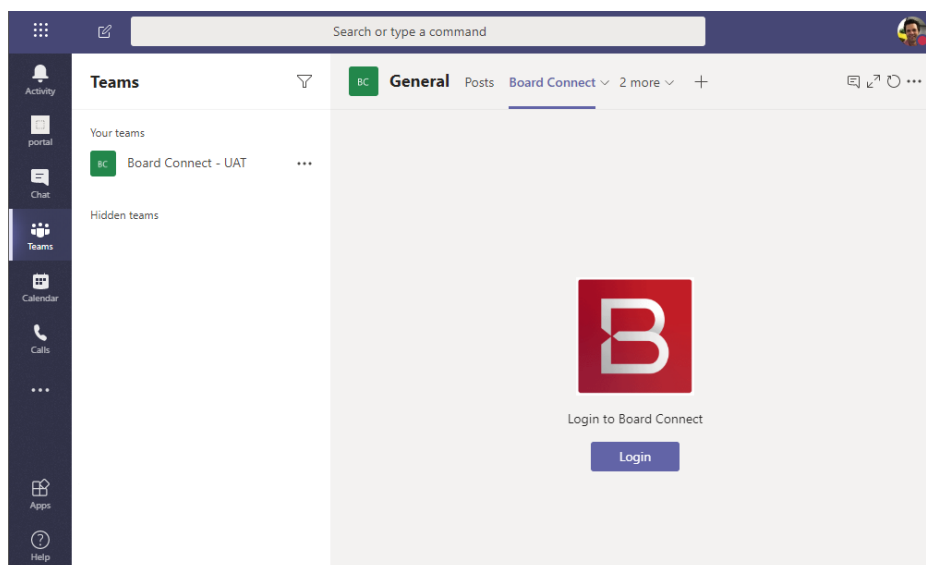 Search or type a command
Activity
portal
Chat
Teams
Calendar
Calls
Apps
Help
Teams
Your teams
BC Board Connect - UAT
Hidden teams
BC General Posts Board Connect 2 more
B
Login to Board Connect
Login